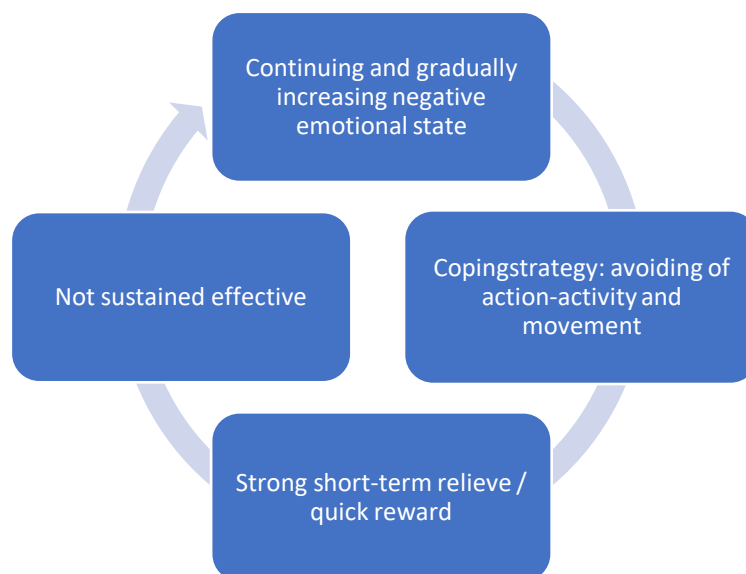 Continuing and gradually
increasing negative
emotional state
Copingstrategy: avoiding of
action-activity and
movement
Strong short-term relieve /
quick reward
Not sustained effective